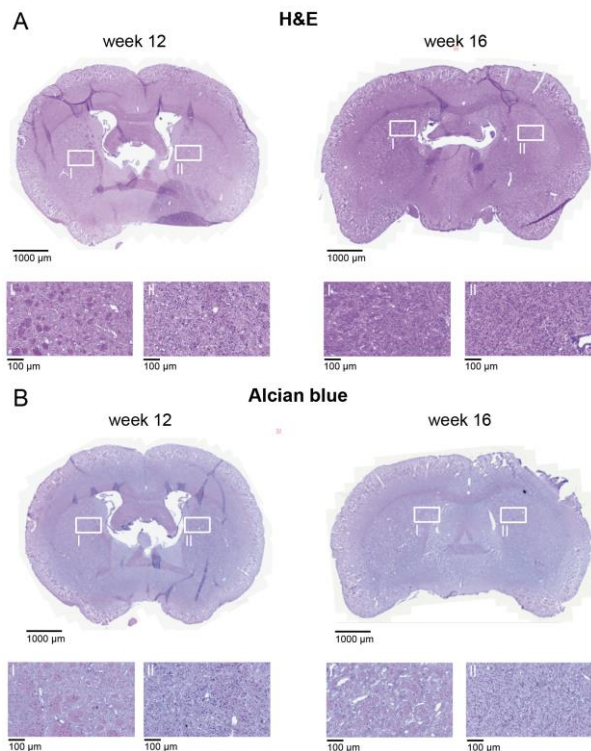 A
H&E
week 12
week 16
I
II
I
II
1000 µm
1000 µm
I
II
I
II
100 µm
100 µm
100 µm
100 µm
B
Alcian blue
week 12
week 16
I
II
I
II
1000 µm
1000 µm
I
II
I
II
100 µm
100 µm
100 µm
100 µm